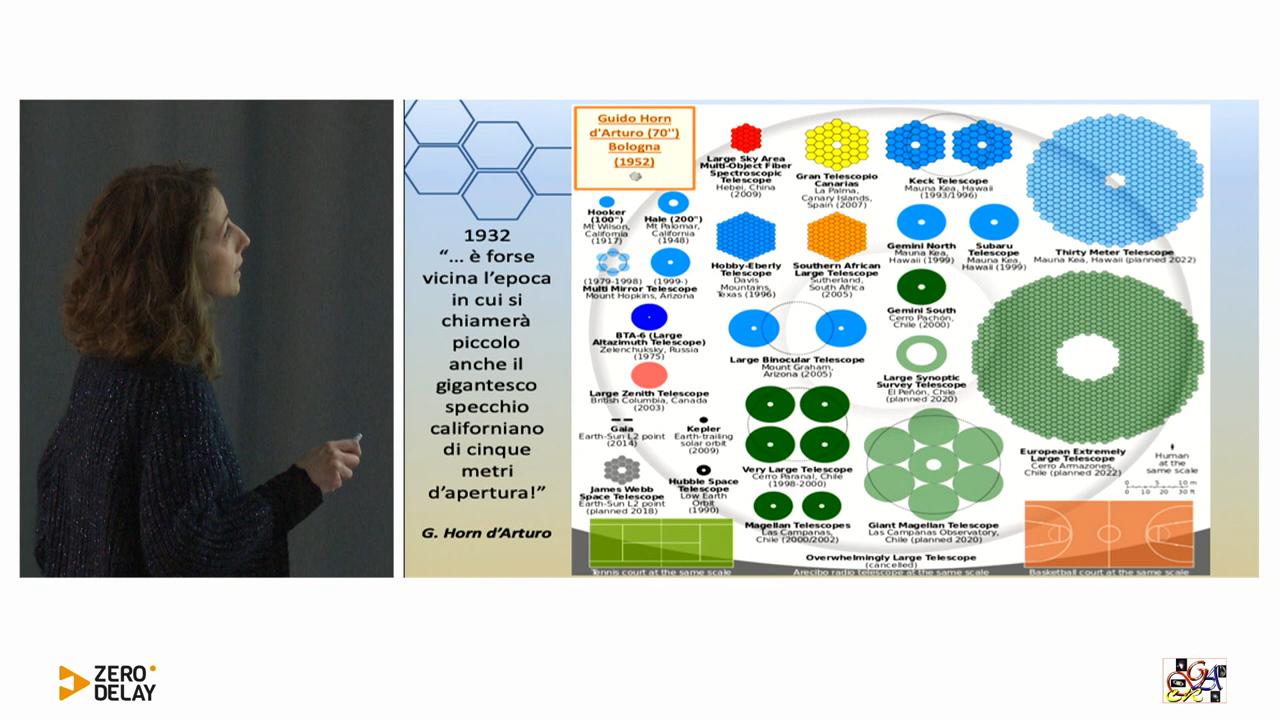 1932
“... è forse
vicina l’epoca
in cui si
chiamerà
piccolo
anche il
gigantesco
specchio
californiano
di cinque
metri
d’apertura!”
G. Horn d’Arturo
Guido Horn
d'Arturo (70'')
Bologna
(1952)
Large Sky Area
Multi-Object Fiber
Spectroscopic
Telescope
Hebei, China
(2009)
Gran Telescopio
Canarias
La Palma,
Canary Islands,
Spain (2007)
Keck Telescope
Mauna Kea, Hawaii
(1993/1996)
Thirty Meter Telescope
Mauna Kea, Hawaii (planned 2022)
Hooker
(100")
Mt Wilson,
California
(1917)
Hale (200")
Mt Palomar,
California
(1948)
(1979-1998)
(1999-)
Multi Mirror Telescope
Mount Hopkins, Arizona
Hobby-Eberly
Telescope
Davis
Mountains,
Texas (1996)
Southern African
Large Telescope
Sutherland,
South Africa
(2005)
Gemini North
Mauna Kea,
Hawaii (1999)
Subaru
Telescope
Mauna Kea,
Hawaii (1999)
Gemini South
Cerro Pachón,
Chile (2000)
BTA-6 (Large
Altazimuth Telescope)
Zelenchuksky, Russia
(1975)
Large Binocular Telescope
Mount Graham,
Arizona (2005)
Large Synoptic
Survey Telescope
El Peñón, Chile
(planned 2020)
Large Zenith Telescope
British Columbia, Canada
(2003)
Gaia
Earth-Sun L2 point
(2014)
Kepler
Earth-trailing
solar orbit
(2009)
James Webb
Space Telescope
Earth-Sun L2 point
(planned 2018)
Hubble Space
Telescope
Low Earth
Orbit
(1990)
Very Large Telescope
Cerro Paranal, Chile
(1998-2000)
Magellan Telescopes
Las Campanas,
Chile (2000/2002)
Giant Magellan Telescope
Las Campanas Observatory,
Chile (planned 2020)
European Extremely
Large Telescope
Cerro Armazones,
Chile (planned 2022)
Human
at the
same scale
0 5 10 m
0 10 20 30 ft
Overwhelmingly Large Telescope
(cancelled)
Tennis court at the same scale
Arecibo radio telescope at the same scale
Basketball court at the same scale
ZERO
DELAY